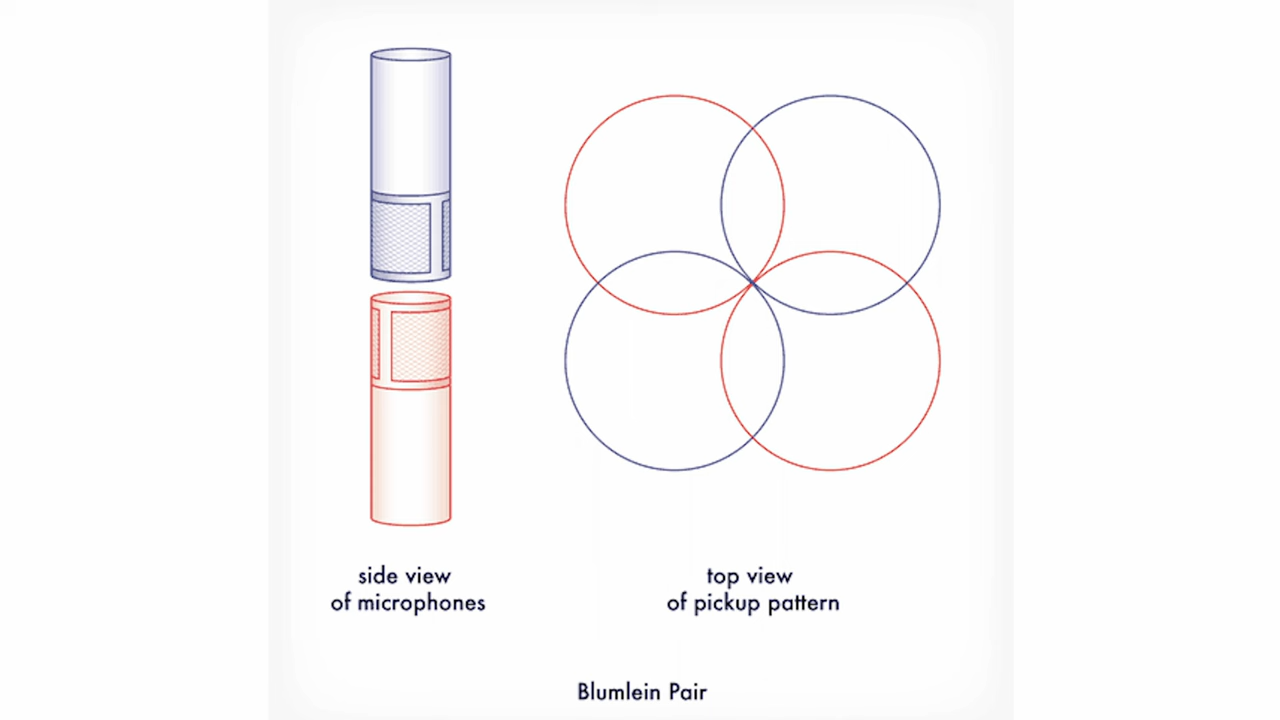 side view
of microphones
top view
of pickup pattern
Blumlein Pair